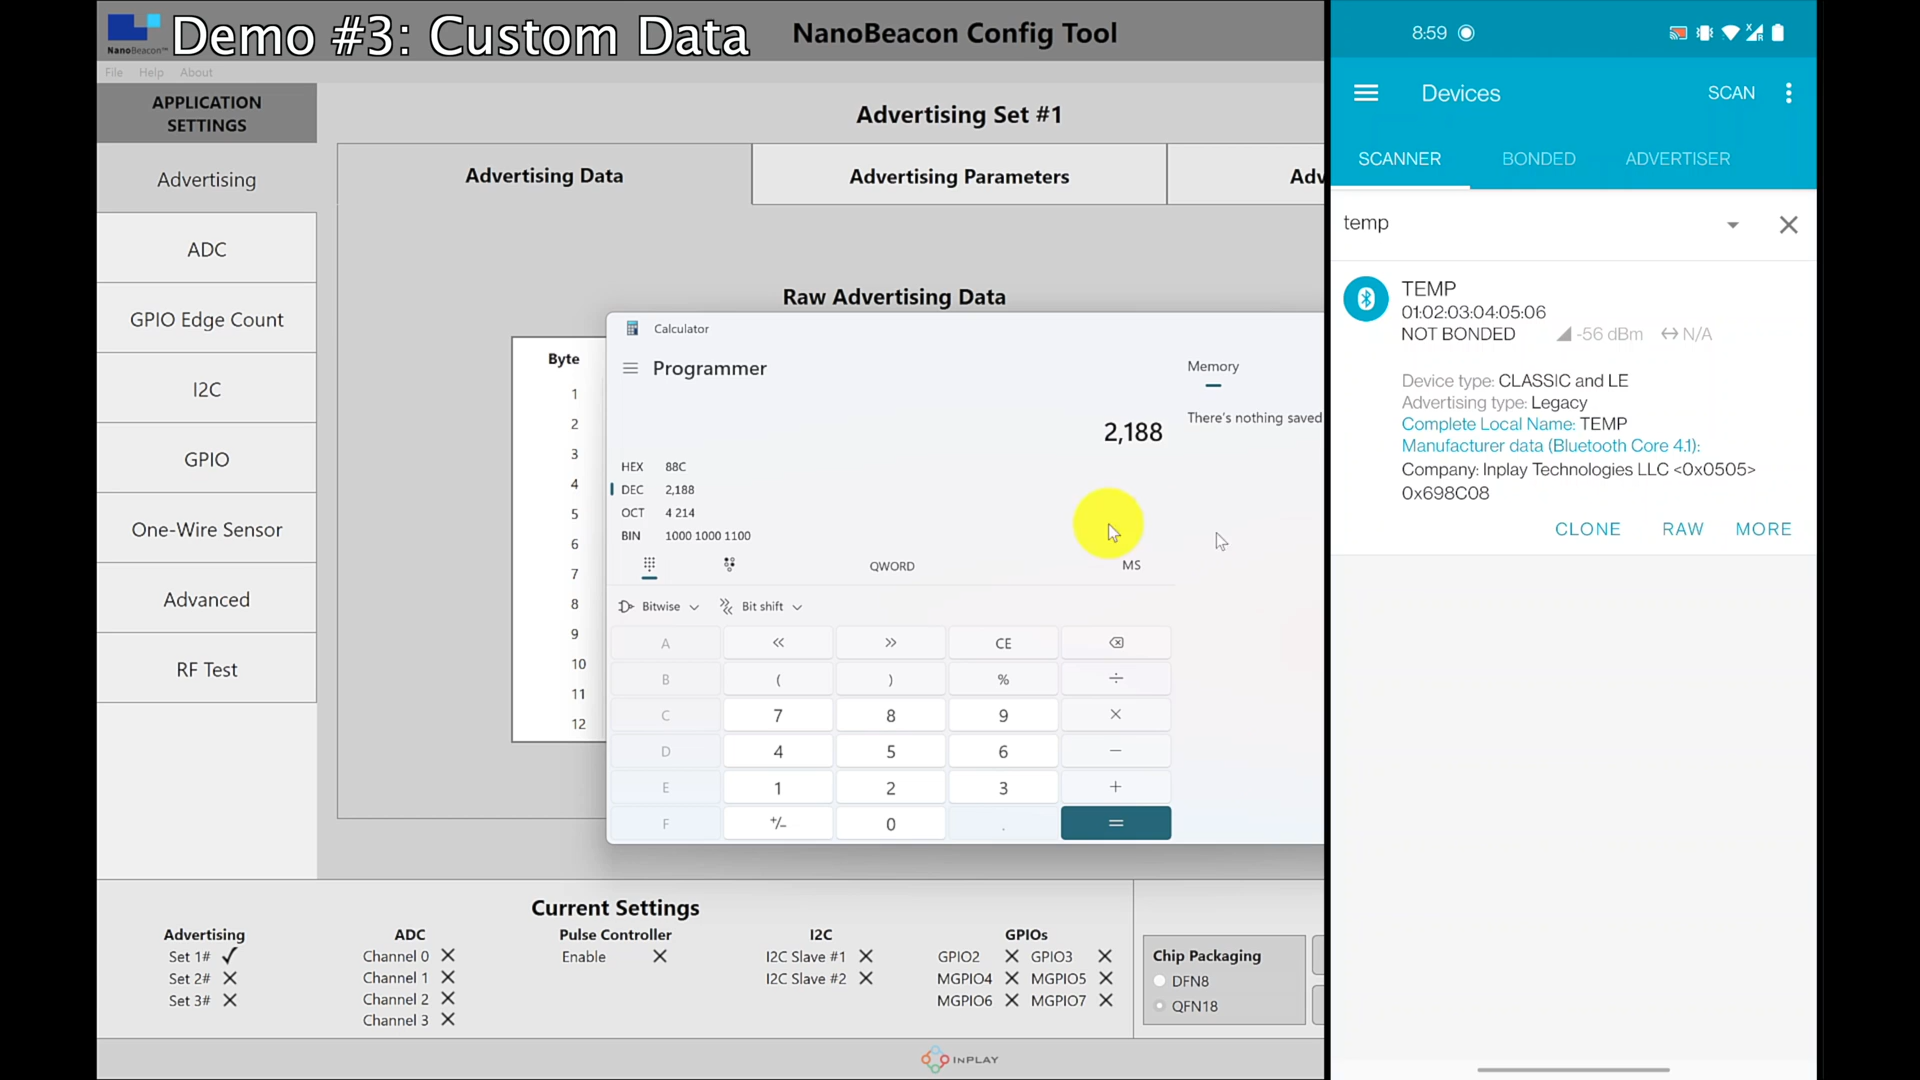 Demo #3: Custom Data
NanoBeacon™
NanoBeacon Config Tool
File Help About
APPLICATION
SETTINGS
Advertising
ADC
GPIO Edge Count
I2C
GPIO
One-Wire Sensor
Advanced
RF Test
Advertising Set #1
Advertising Data
Advertising Parameters
Adv
Raw Advertising Data
Byte
1
2
3
4
5
6
7
8
9
10
11
12
Calculator
Programmer
Memory
There's nothing saved
2,188
HEX 88C
DEC 2,188
OCT 4 214
BIN 1000 1000 1100
QWORD MS
Bitwise Bit shift
A << >> CE
B ( ) % ÷
C 7 8 9 ×
D 4 5 6 −
E 1 2 3 +
F +/− 0 . =
Current Settings
Advertising
Set 1#
Set 2#
Set 3#
ADC
Channel 0
Channel 1
Channel 2
Channel 3
Pulse Controller
Enable
I2C
I2C Slave #1
I2C Slave #2
GPIOs
GPIO2 GPIO3
MGPIO4 MGPIO5
MGPIO6 MGPIO7
Chip Packaging
DFN8
QFN18
INPLAY
8:59
Devices SCAN
SCANNER BONDED ADVERTISER
temp
TEMP
01:02:03:04:05:06
NOT BONDED -56 dBm N/A
Device type: CLASSIC and LE
Advertising type: Legacy
Complete Local Name: TEMP
Manufacturer data (Bluetooth Core 4.1):
Company: Inplay Technologies LLC <0x0505>
0x698C08
CLONE RAW MORE